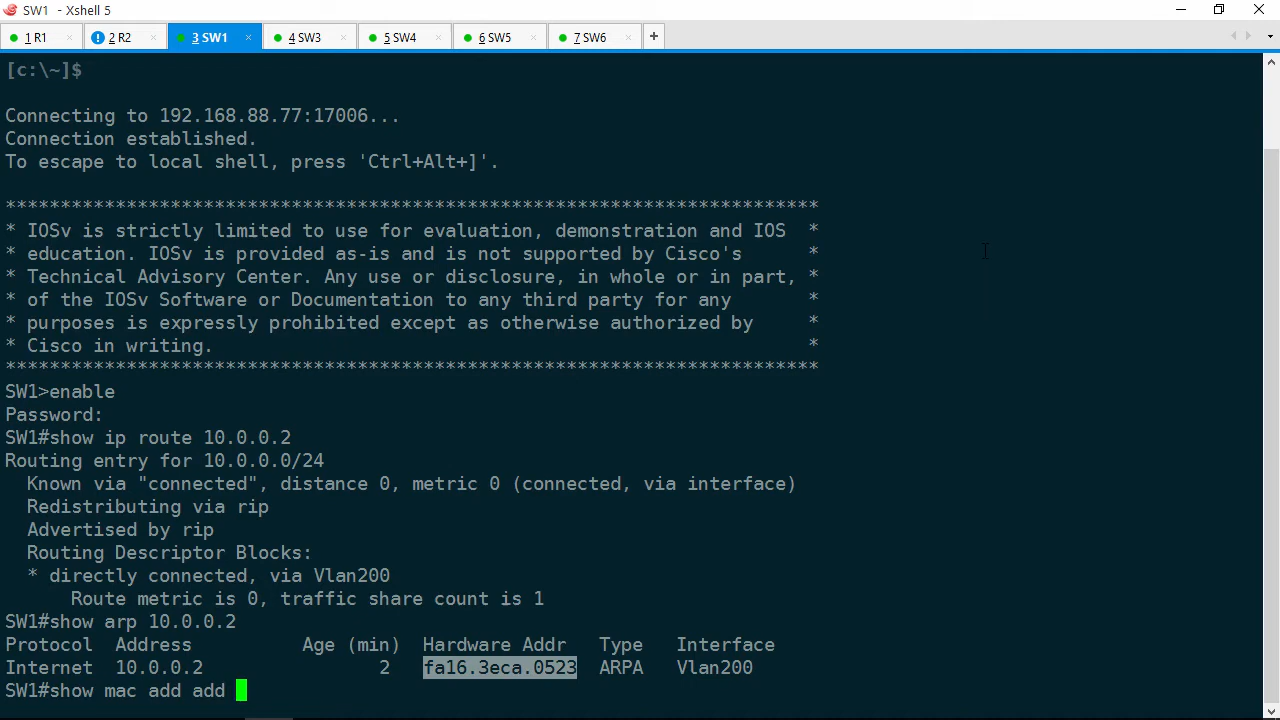 SW1 - Xshell 5
1 R1 2 R2 3 SW1 4 SW3 5 SW4 6 SW5 7 SW6 +
[c:\~]$
Connecting to 192.168.88.77:17006...
Connection established.
To escape to local shell, press 'Ctrl+Alt+]'.
**************************************************************************
* IOSv is strictly limited to use for evaluation, demonstration and IOS  *
* education. IOSv is provided as-is and is not supported by Cisco's      *
* Technical Advisory Center. Any use or disclosure, in whole or in part, *
* of the IOSv Software or Documentation to any third party for any       *
* purposes is expressly prohibited except as otherwise authorized by     *
* Cisco in writing.                                                      *
**************************************************************************
SW1>enable
Password:
SW1#show ip route 10.0.0.2
Routing entry for 10.0.0.0/24
  Known via "connected", distance 0, metric 0 (connected, via interface)
  Redistributing via rip
  Advertised by rip
  Routing Descriptor Blocks:
  * directly connected, via Vlan200
      Route metric is 0, traffic share count is 1
SW1#show arp 10.0.0.2
Protocol  Address          Age (min)  Hardware Addr   Type   Interface
Internet  10.0.0.2                2   fa16.3eca.0523  ARPA   Vlan200
SW1#show mac add add